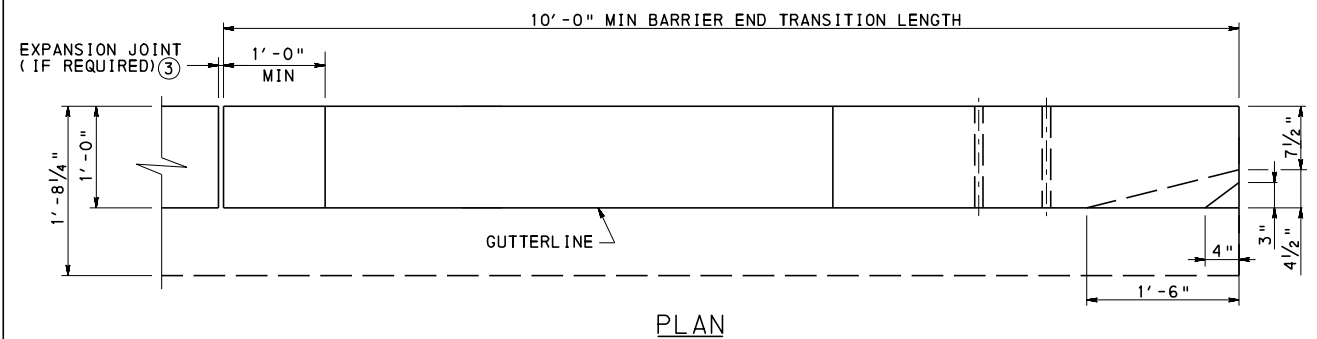 10'-0" MIN BARRIER END TRANSITION LENGTH
EXPANSION JOINT
(IF REQUIRED) ③
1'-0"
MIN
1'-8¼"
1'-0"
7½"
GUTTERLINE
4"
3"
4½"
1'-6"
PLAN